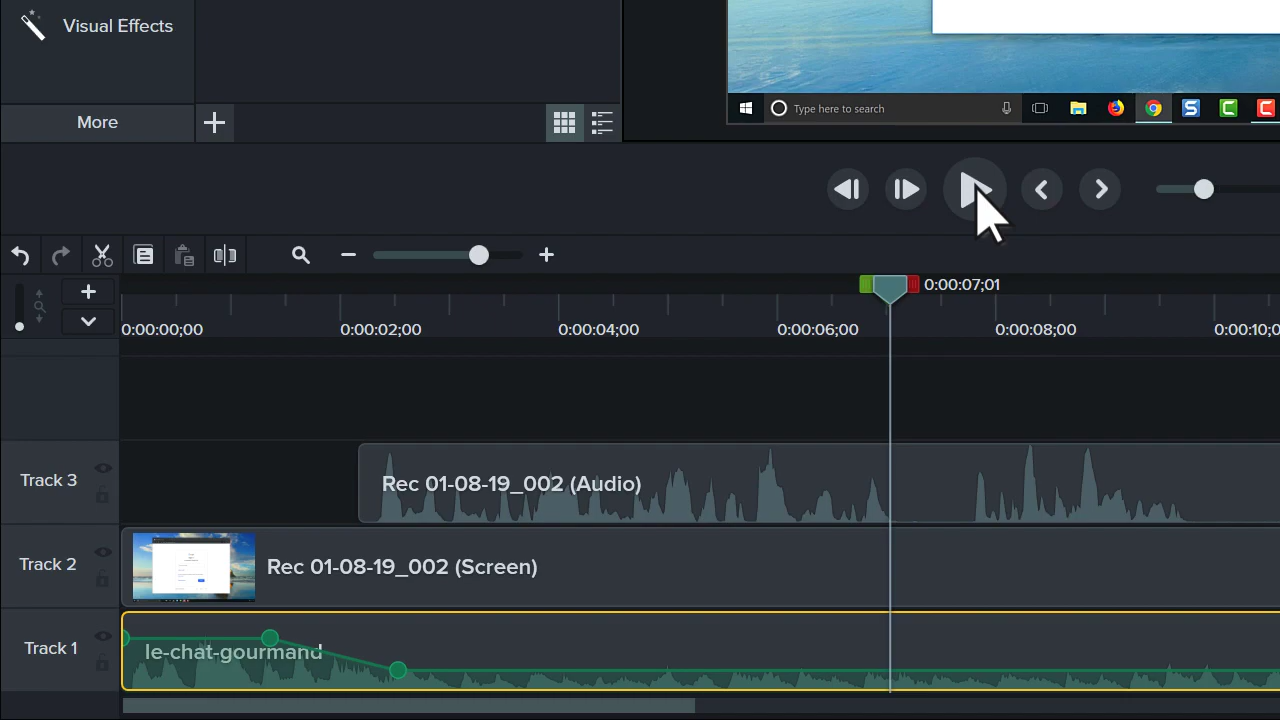 Visual Effects
More
Type here to search
0:00:07;01
0:00:00;00
0:00:02;00
0:00:04;00
0:00:06;00
0:00:08;00
0:00:10;0
Track 3
Rec 01-08-19_002 (Audio)
Track 2
Rec 01-08-19_002 (Screen)
Track 1
le-chat-gourmand